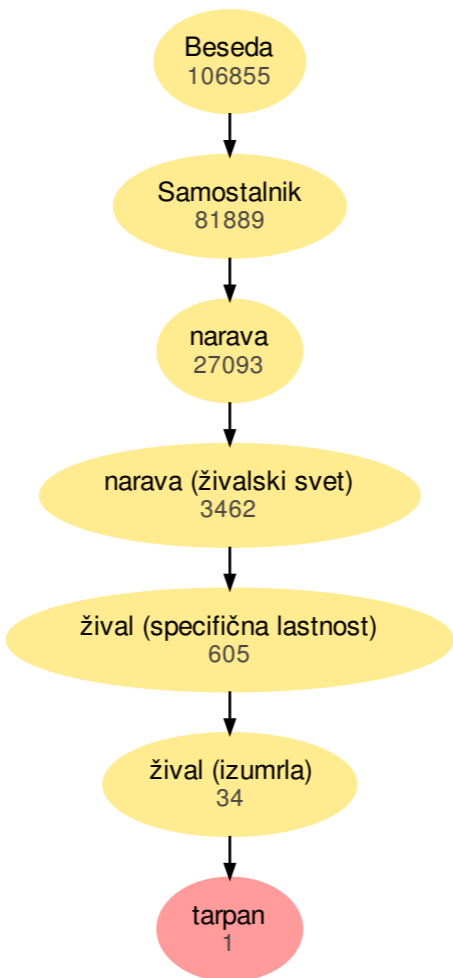 Beseda
106855
Samostalnik
81889
narava
27093
narava (živalski svet)
3462
žival (specifična lastnost)
605
žival (izumrla)
34
tarpan
1